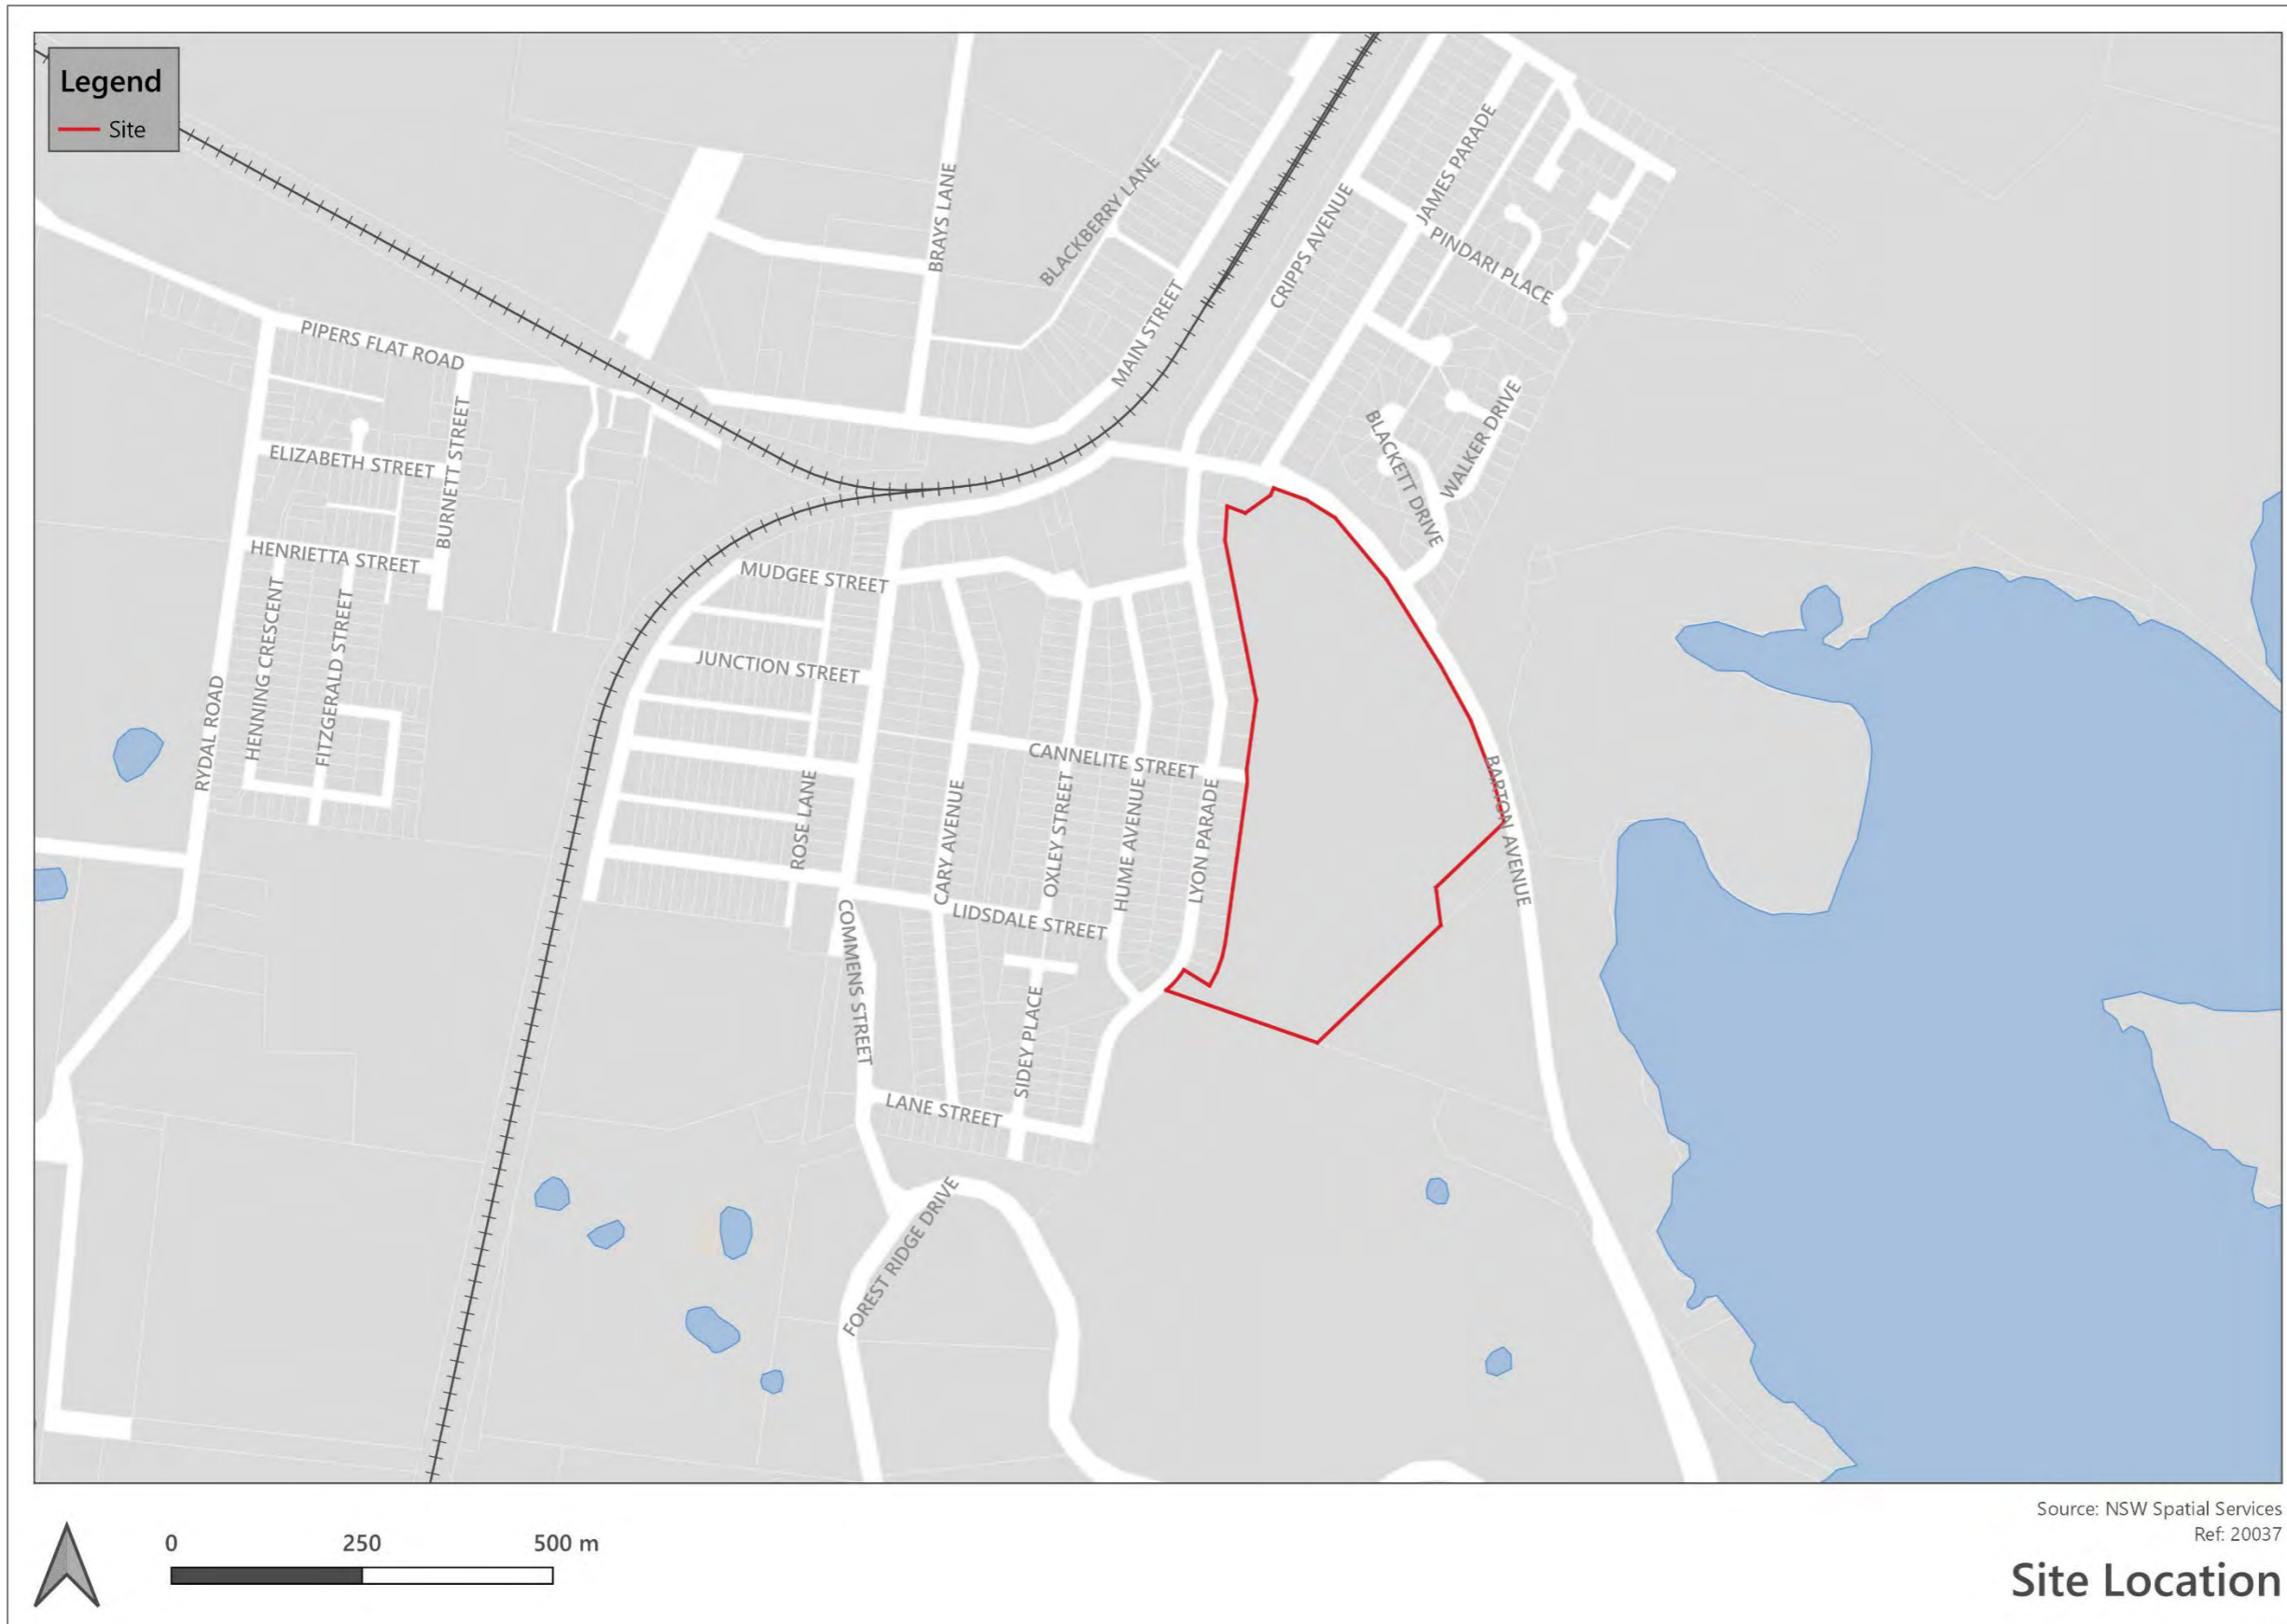 Legend
Site
BRAYS LANE
BLACKBERRY LANE
MAIN STREET
CRIPPS AVENUE
JAMES PARADE
PINDARI PLACE
PIPERS FLAT ROAD
ELIZABETH STREET
BURNETT STREET
HENRIETTA STREET
HENNING CRESCENT
FITZGERALD STREET
RYDAL ROAD
BLACKETT DRIVE
WALKER DRIVE
MUDGEE STREET
JUNCTION STREET
ROSE LANE
CANNELITE STREET
CARY AVENUE
OXLEY STREET
HUME AVENUE
LYON PARADE
BARTON AVENUE
LIDSDALE STREET
COMMENS STREET
SIDEY PLACE
LANE STREET
FOREST RIDGE DRIVE
0 250 500 m
Source: NSW Spatial Services
Ref: 20037
Site Location